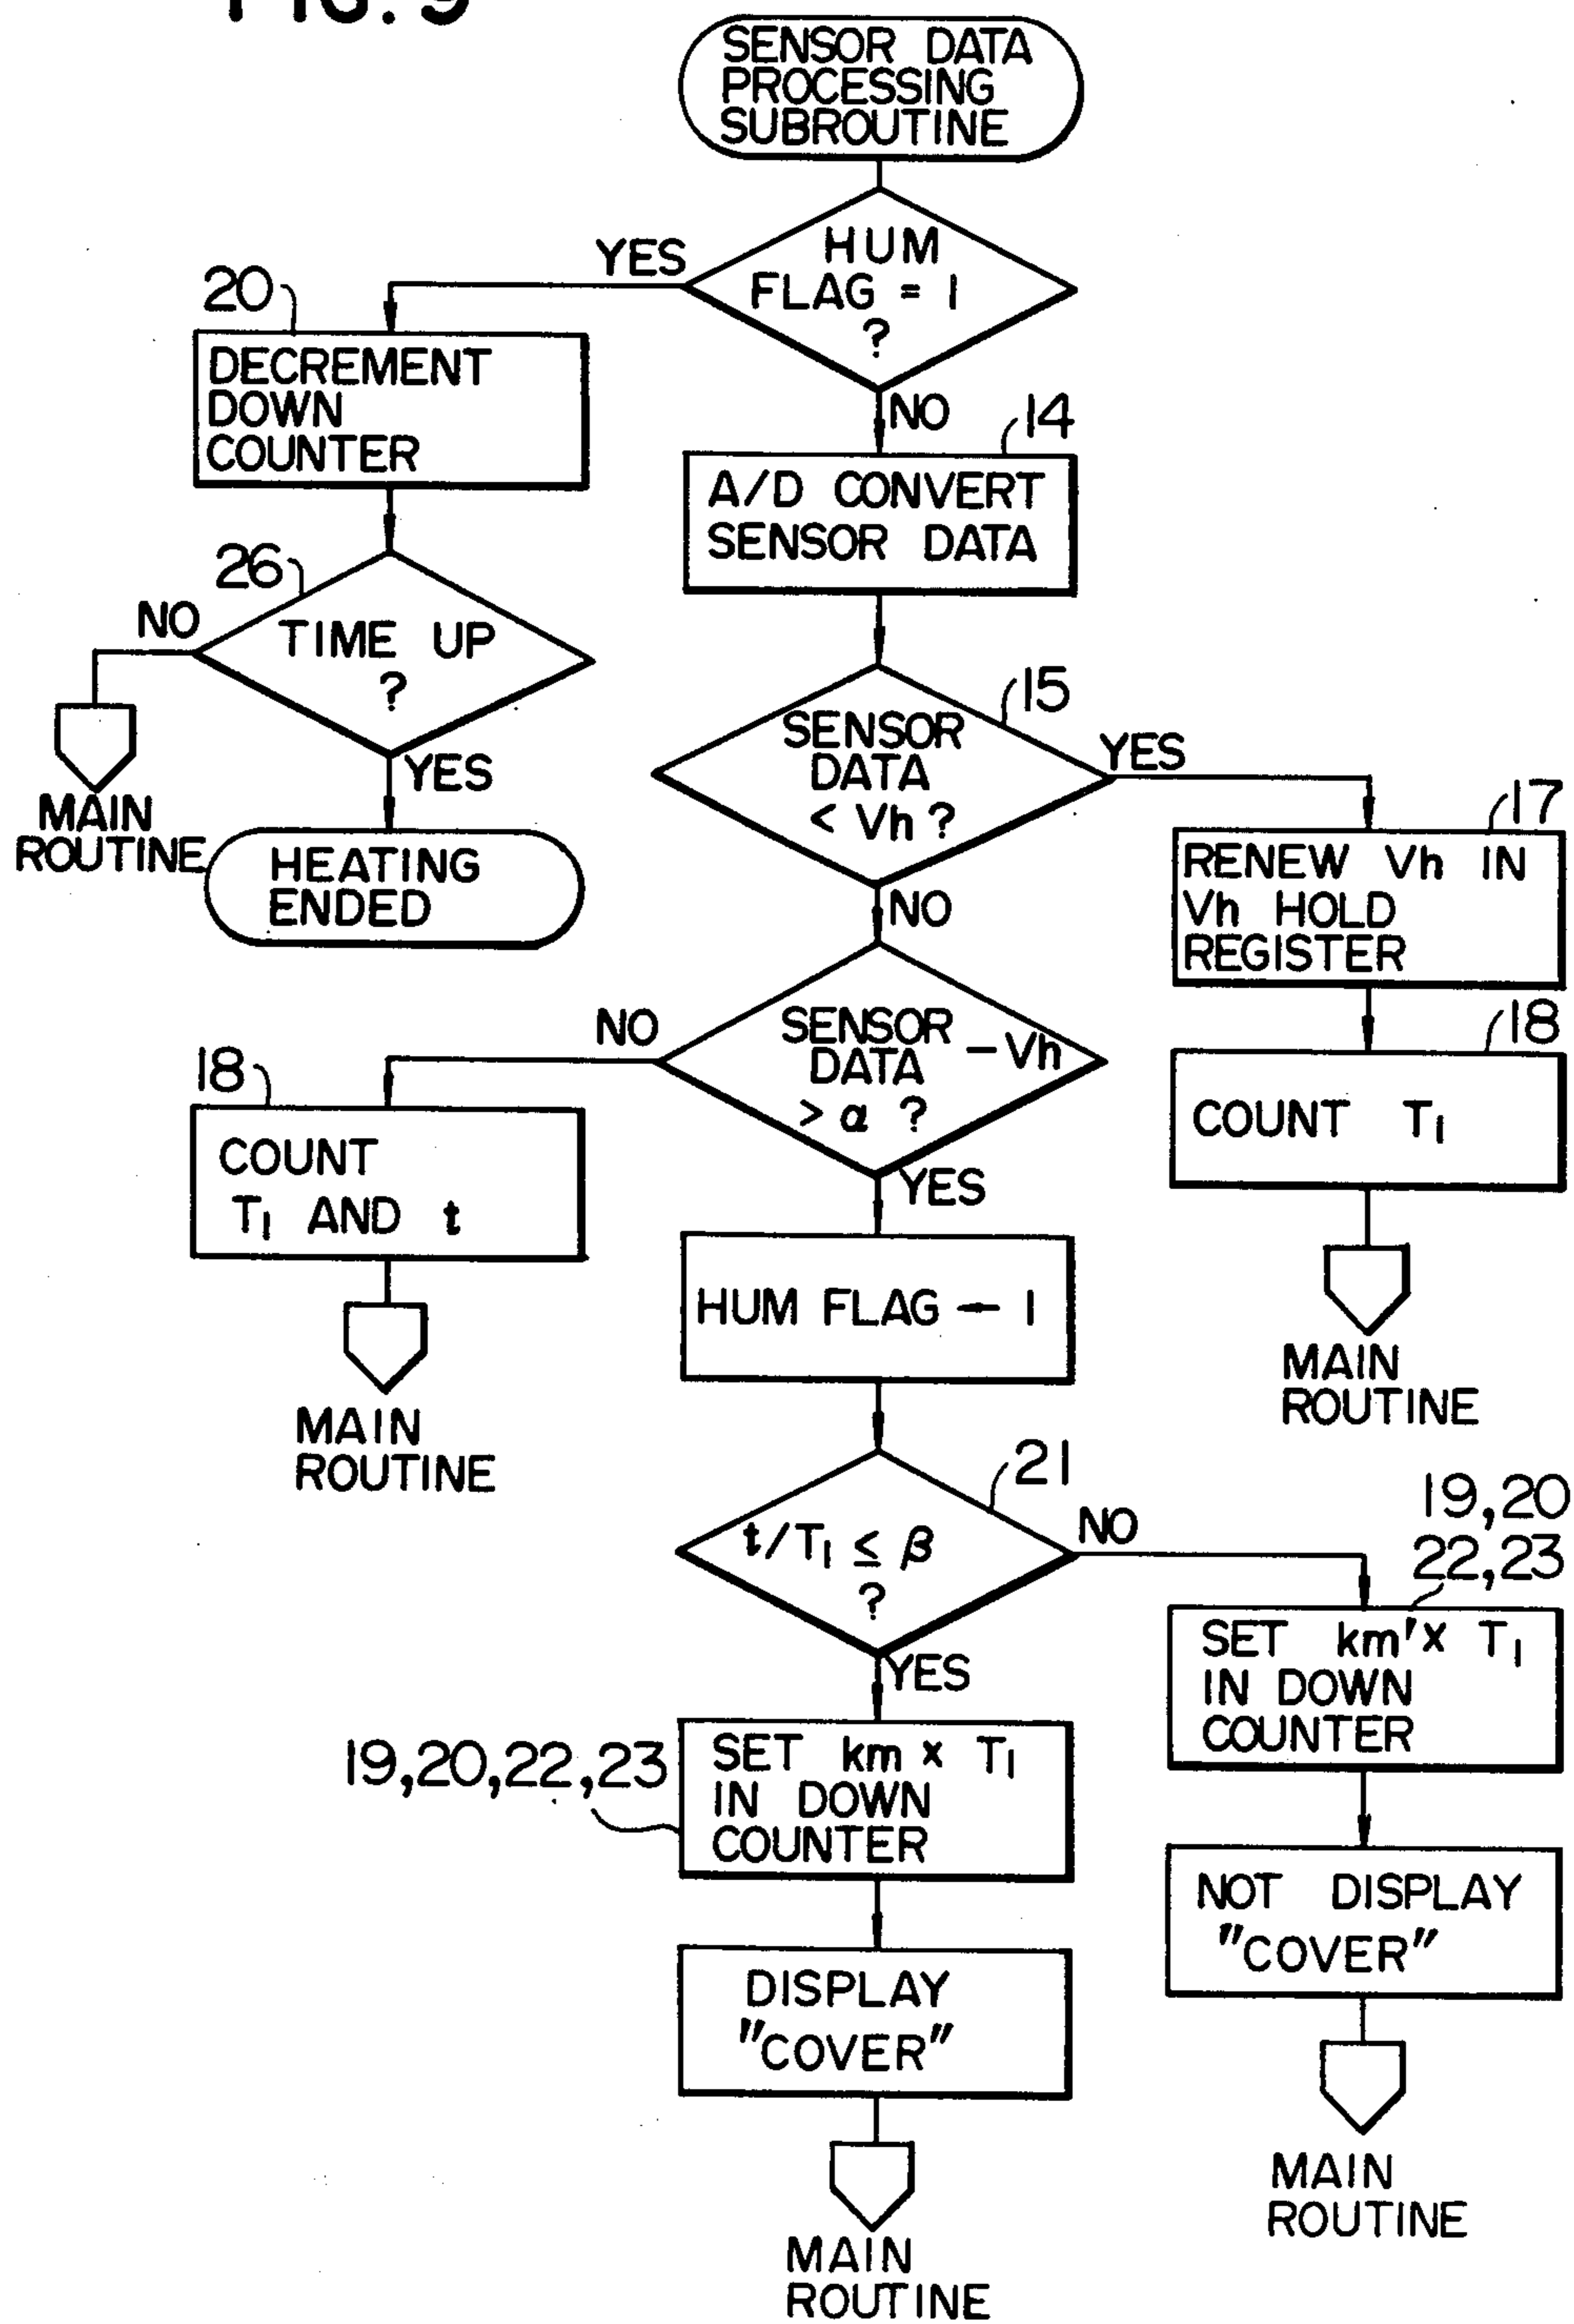 FIG. 9
SENSOR DATA
PROCESSING
SUBROUTINE
HUM
FLAG = 1
?
YES
NO
20
DECREMENT
DOWN
COUNTER
14
A/D CONVERT
SENSOR DATA
26
TIME UP
?
NO
YES
MAIN
ROUTINE
HEATING
ENDED
15
SENSOR
DATA
< Vh ?
YES
NO
17
RENEW Vh IN
Vh HOLD
REGISTER
18
COUNT T1
MAIN
ROUTINE
SENSOR
DATA - Vh
> α ?
NO
YES
18
COUNT
T1 AND t
MAIN
ROUTINE
HUM FLAG ← 1
21
t/T1 ≤ β
?
NO
YES
19,20
22,23
SET km' x T1
IN DOWN
COUNTER
19,20,22,23
SET km x T1
IN DOWN
COUNTER
NOT DISPLAY
"COVER"
DISPLAY
"COVER"
MAIN
ROUTINE
MAIN
ROUTINE